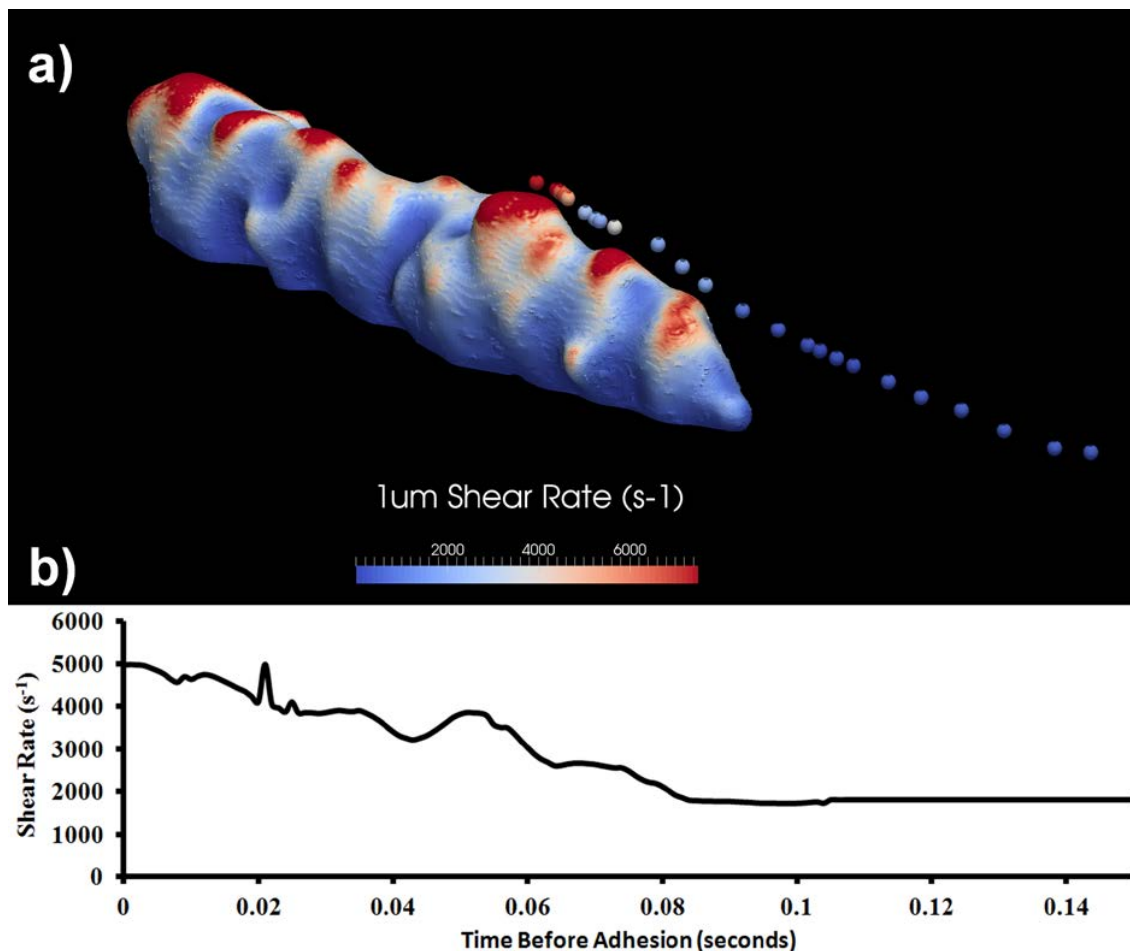 a)
1um Shear Rate (s-1)
2000 4000 6000
b)
6000
5000
4000
3000
2000
1000
0
Shear Rate (s⁻¹)
0 0.02 0.04 0.06 0.08 0.1 0.12 0.14
Time Before Adhesion (seconds)